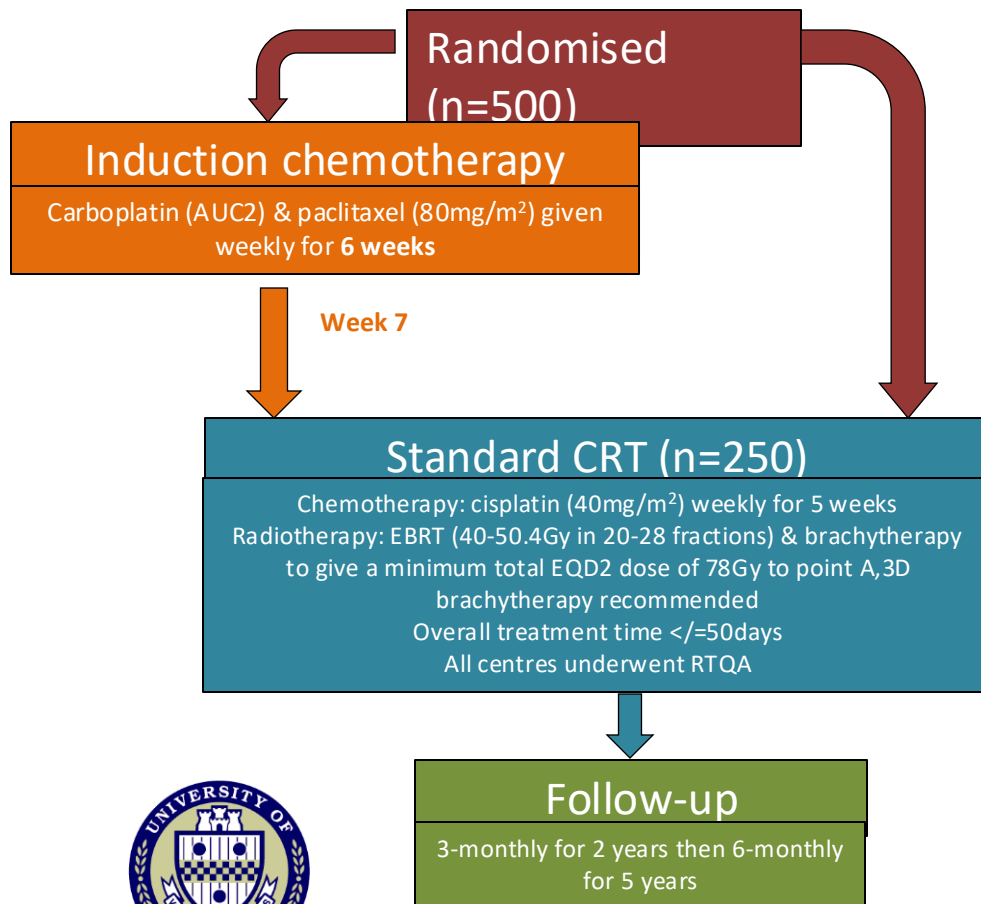 Randomised
(n=500)
Induction chemotherapy
Carboplatin (AUC2) & paclitaxel (80mg/m²) given
weekly for 6 weeks
Week 7
Standard CRT (n=250)
Chemotherapy: cisplatin (40mg/m²) weekly for 5 weeks
Radiotherapy: EBRT (40-50.4Gy in 20-28 fractions) & brachytherapy
to give a minimum total EQD2 dose of 78Gy to point A,3D
brachytherapy recommended
Overall treatment time </=50days
All centres underwent RTQA
Follow-up
3-monthly for 2 years then 6-monthly
for 5 years
UNIVERSITY OF